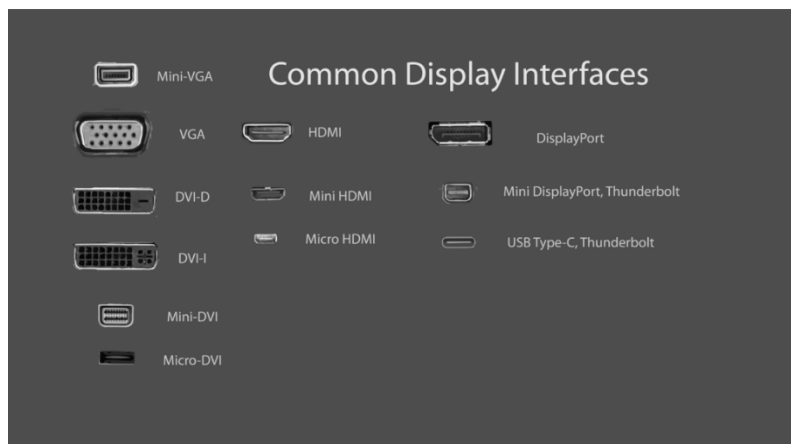 Common Display Interfaces
Mini-VGA
VGA
DVI-D
DVI-I
Mini-DVI
Micro-DVI
HDMI
Mini HDMI
Micro HDMI
DisplayPort
Mini DisplayPort, Thunderbolt
USB Type-C, Thunderbolt